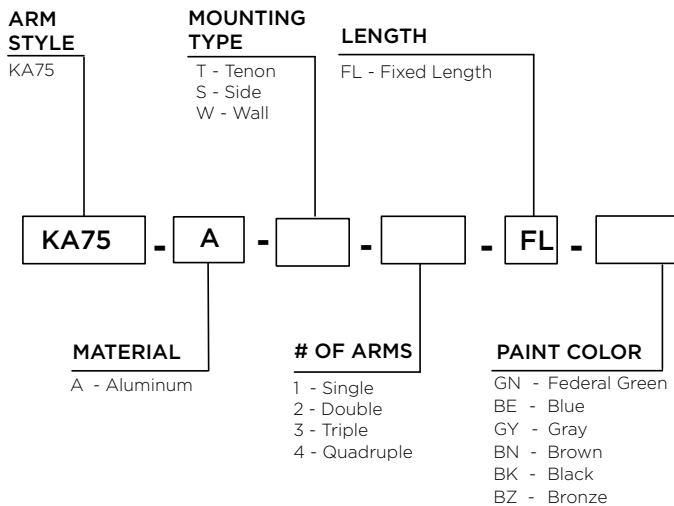 ARM
STYLE
KA75
MOUNTING
TYPE
T - Tenon
S - Side
W - Wall
LENGTH
FL - Fixed Length
KA75 - A - - - FL -
MATERIAL
A - Aluminum
# OF ARMS
1 - Single
2 - Double
3 - Triple
4 - Quadruple
PAINT COLOR
GN - Federal Green
BE - Blue
GY - Gray
BN - Brown
BK - Black
BZ - Bronze